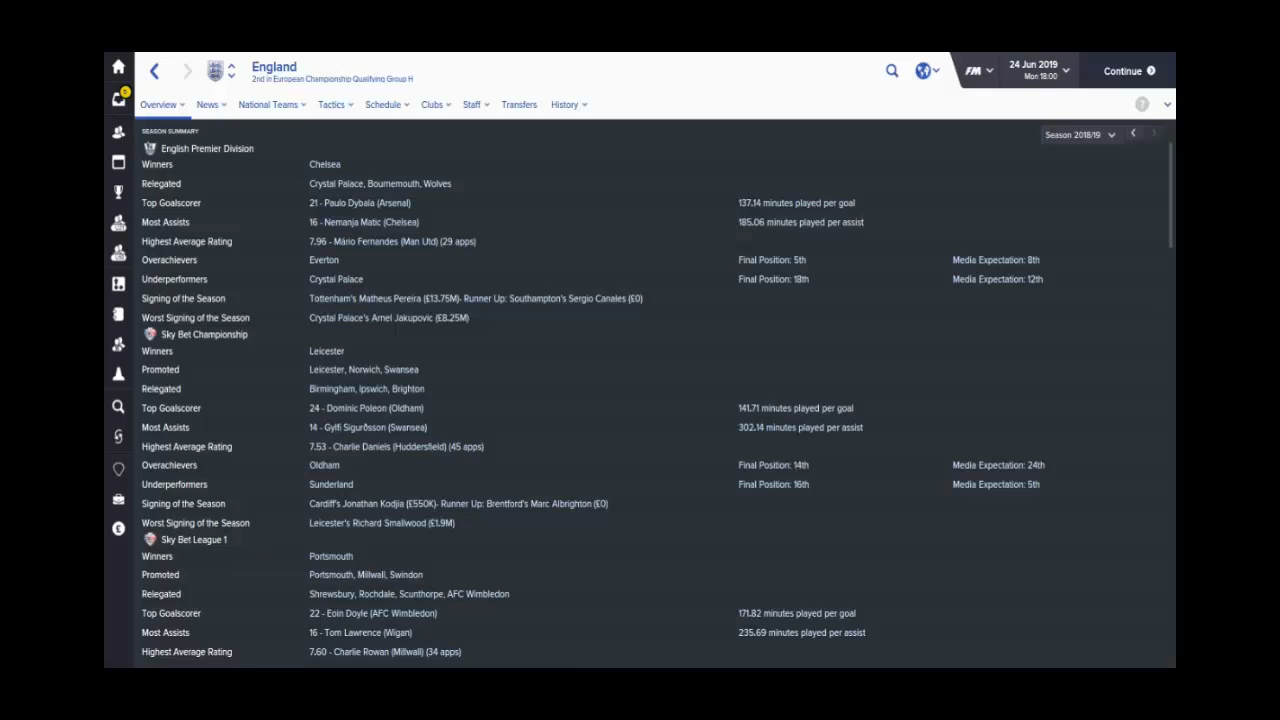 England
2nd in European Championship Qualifying Group H
FM
24 Jun 2019
Mon 18:00
Continue
Overview News National Teams Tactics Schedule Clubs Staff Transfers History ?
SEASON SUMMARY
Season 2018/19
English Premier Division
Winners Chelsea
Relegated Crystal Palace, Bournemouth, Wolves
Top Goalscorer 21 - Paulo Dybala (Arsenal) 137.14 minutes played per goal
Most Assists 16 - Nemanja Matic (Chelsea) 185.06 minutes played per assist
Highest Average Rating 7.96 - Mário Fernandes (Man Utd) (29 apps)
Overachievers Everton Final Position: 5th Media Expectation: 8th
Underperformers Crystal Palace Final Position: 18th Media Expectation: 12th
Signing of the Season Tottenham's Matheus Pereira (£13.75M)- Runner Up: Southampton's Sergio Canales (£0)
Worst Signing of the Season Crystal Palace's Arnel Jakupovic (£8.25M)
Sky Bet Championship
Winners Leicester
Promoted Leicester, Norwich, Swansea
Relegated Birmingham, Ipswich, Brighton
Top Goalscorer 24 - Dominic Poleon (Oldham) 141.71 minutes played per goal
Most Assists 14 - Gylfi Sigurðsson (Swansea) 302.14 minutes played per assist
Highest Average Rating 7.53 - Charlie Daniels (Huddersfield) (45 apps)
Overachievers Oldham Final Position: 14th Media Expectation: 24th
Underperformers Sunderland Final Position: 16th Media Expectation: 5th
Signing of the Season Cardiff's Jonathan Kodjia (£550K)- Runner Up: Brentford's Marc Albrighton (£0)
Worst Signing of the Season Leicester's Richard Smallwood (£1.9M)
Sky Bet League 1
Winners Portsmouth
Promoted Portsmouth, Millwall, Swindon
Relegated Shrewsbury, Rochdale, Scunthorpe, AFC Wimbledon
Top Goalscorer 22 - Eoin Doyle (AFC Wimbledon) 171.82 minutes played per goal
Most Assists 16 - Tom Lawrence (Wigan) 235.69 minutes played per assist
Highest Average Rating 7.60 - Charlie Rowan (Millwall) (34 apps)